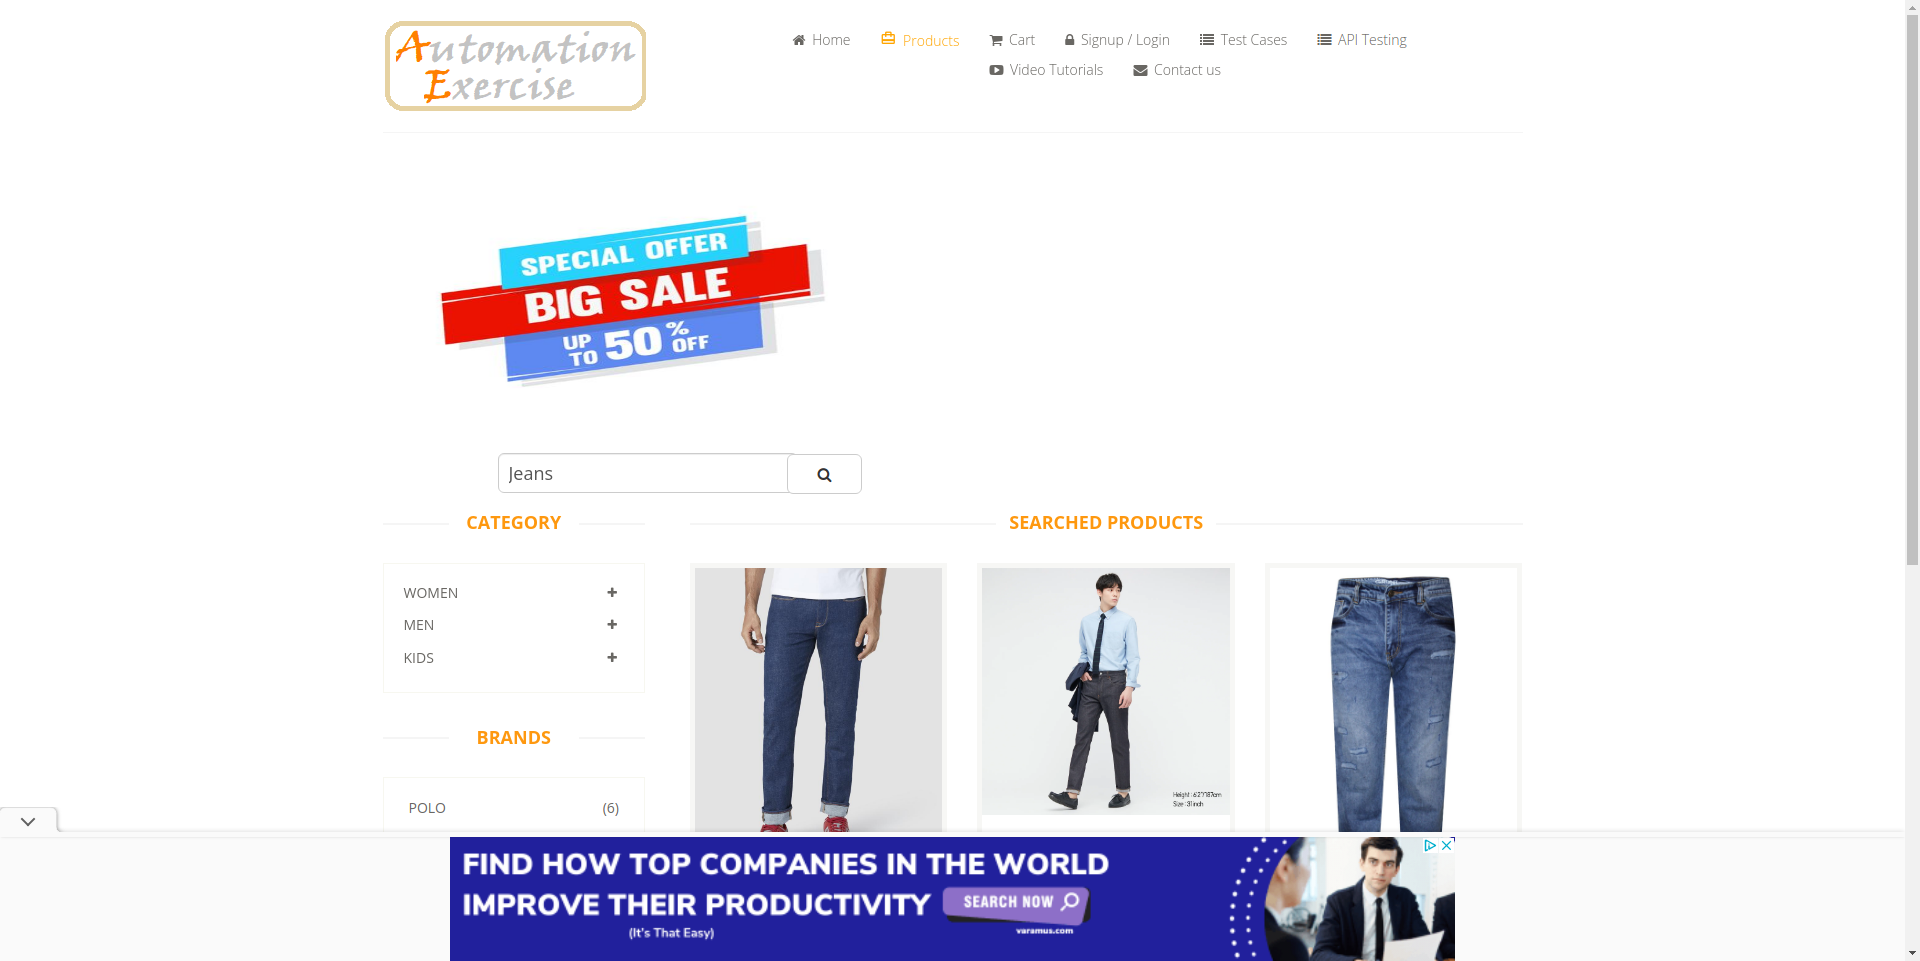 Automation
Exercise
Home
Products
Cart
Signup / Login
Test Cases
API Testing
Video Tutorials
Contact us
SPECIAL OFFER
BIG SALE
UP TO 50% OFF
Jeans
CATEGORY
WOMEN
MEN
KIDS
BRANDS
POLO (6)
SEARCHED PRODUCTS
Height : 6'2"/187cm
Size : 31inch
FIND HOW TOP COMPANIES IN THE WORLD
IMPROVE THEIR PRODUCTIVITY
SEARCH NOW
(It's That Easy)
varamus.com